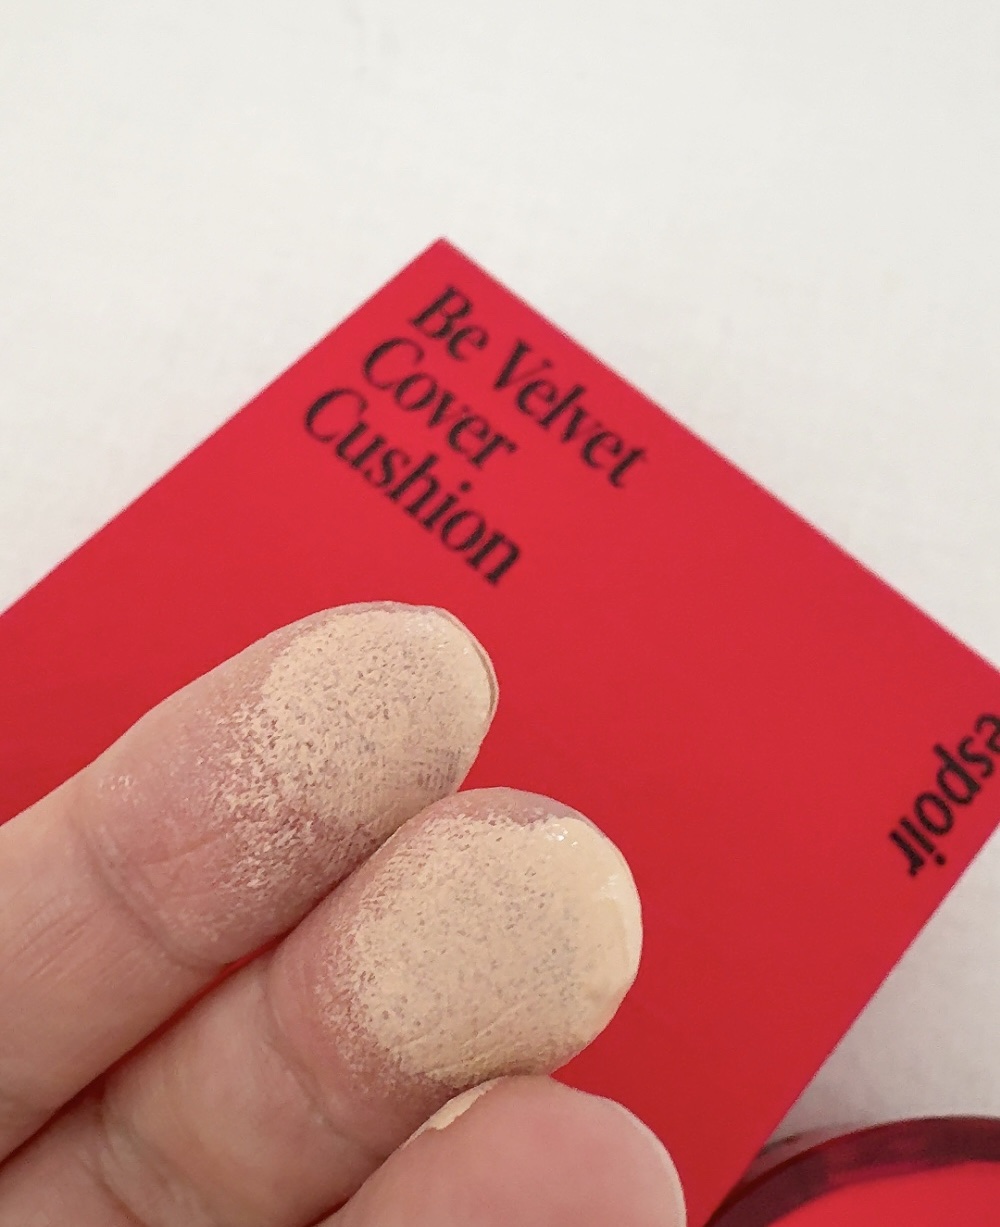 Be Velvet
Cover
Cushion
espoir